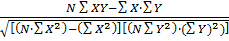 N ∑ XY−∑ X·∑ Y
√[(N·∑ X²)−(∑ X²)][(N∑ Y²)·(∑ Y)²)]